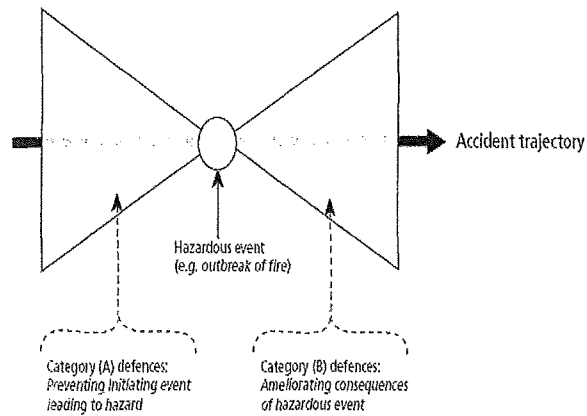 Accident trajectory
Hazardous event
(e.g. outbreak of fire)
Category (A) defences:
Preventing initiating event
leading to hazard
Category (B) defences:
Ameliorating consequences
of hazardous event